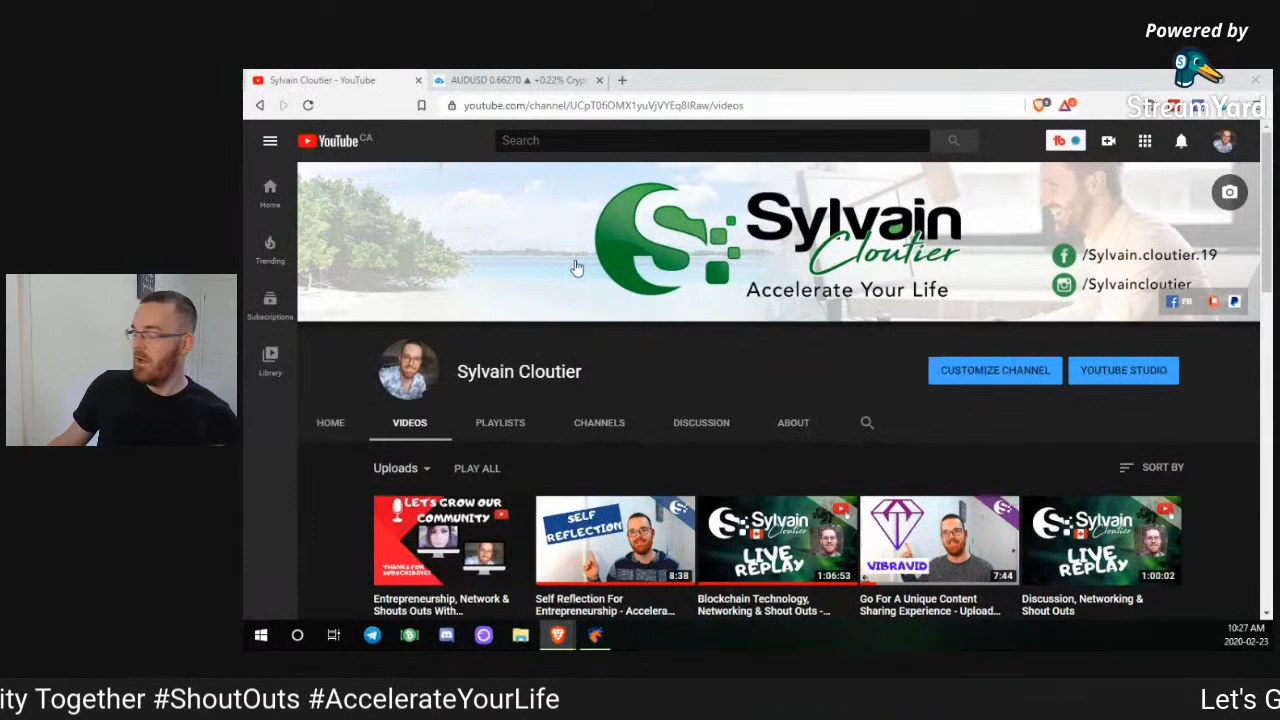 Powered by
StreamYard
Sylvain Cloutier - YouTube
AUDUSD 0.66270 ▲ +0.22% Cryp
youtube.com/channel/UCpT0fiOMX1yuVjVYEq8IRaw/videos
YouTube CA
Search
Home
Trending
Subscriptions
Library
Sylvain
Cloutier
Accelerate Your Life
/Sylvain.cloutier.19
/Sylvaincloutier
FB
Sylvain Cloutier
CUSTOMIZE CHANNEL
YOUTUBE STUDIO
HOME
VIDEOS
PLAYLISTS
CHANNELS
DISCUSSION
ABOUT
Uploads
PLAY ALL
SORT BY
LET'S GROW OUR
COMMUNITY
THANKS FOR
SUBSCRIBING!
Entrepreneurship, Network &
Shouts Outs With...
SELF
REFLECTION
8:38
Self Reflection For
Entrepreneurship - Accelera...
Sylvain
LIVE
REPLAY
1:06:53
Blockchain Technology,
Networking & Shout Outs -...
VIBRAVID
7:44
Go For A Unique Content
Sharing Experience - Upload...
Sylvain
LIVE
REPLAY
1:00:02
Discussion, Networking &
Shout Outs
10:27 AM
2020-02-23
ity Together #ShoutOuts #AccelerateYourLife
Let's G